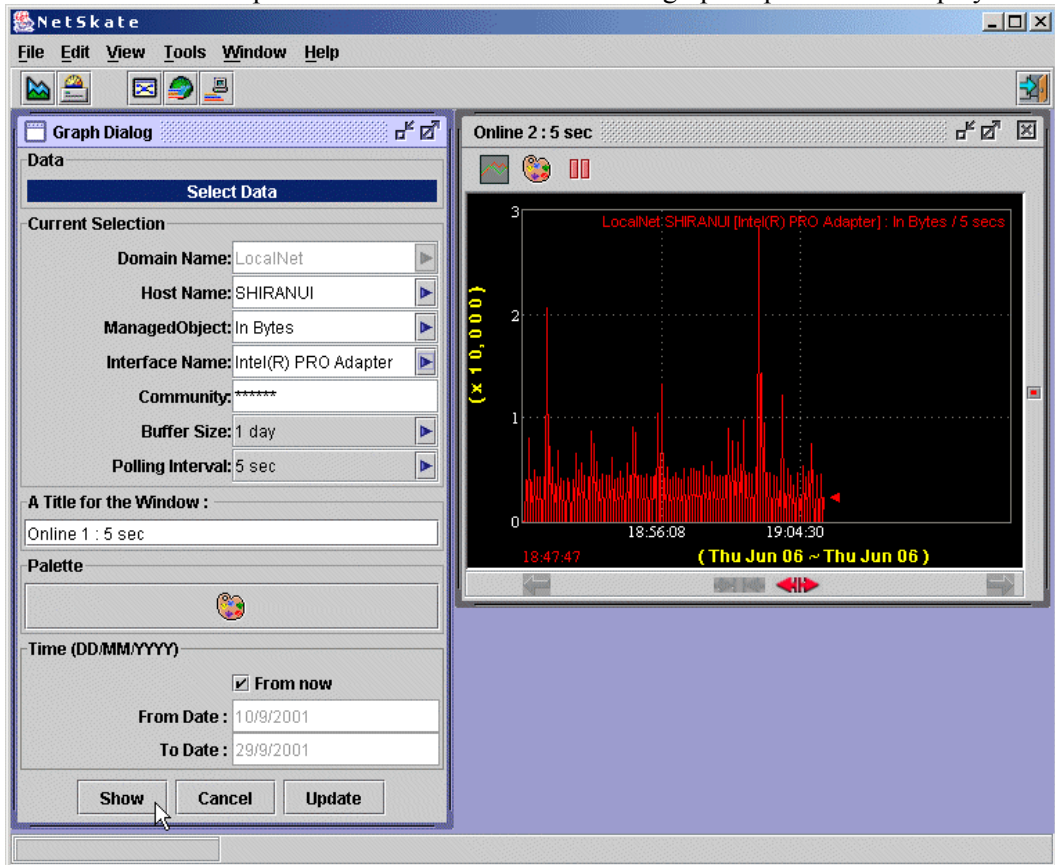 NetSkate
File Edit View Tools Window Help
Graph Dialog
Data
Select Data
Current Selection
Domain Name: LocalNet
Host Name: SHIRANUI
ManagedObject: In Bytes
Interface Name: Intel(R) PRO Adapter
Community: ******
Buffer Size: 1 day
Polling Interval: 5 sec
A Title for the Window :
Online 1 : 5 sec
Palette
Time (DD/MM/YYYY)
From now
From Date : 10/9/2001
To Date : 29/9/2001
Show Cancel Update
Online 2 : 5 sec
LocalNet:SHIRANUI [Intel(R) PRO Adapter] : In Bytes / 5 secs
3
2
1
0
(x 10,000)
18:56:08 19:04:30
18:47:47 ( Thu Jun 06 ~ Thu Jun 06 )